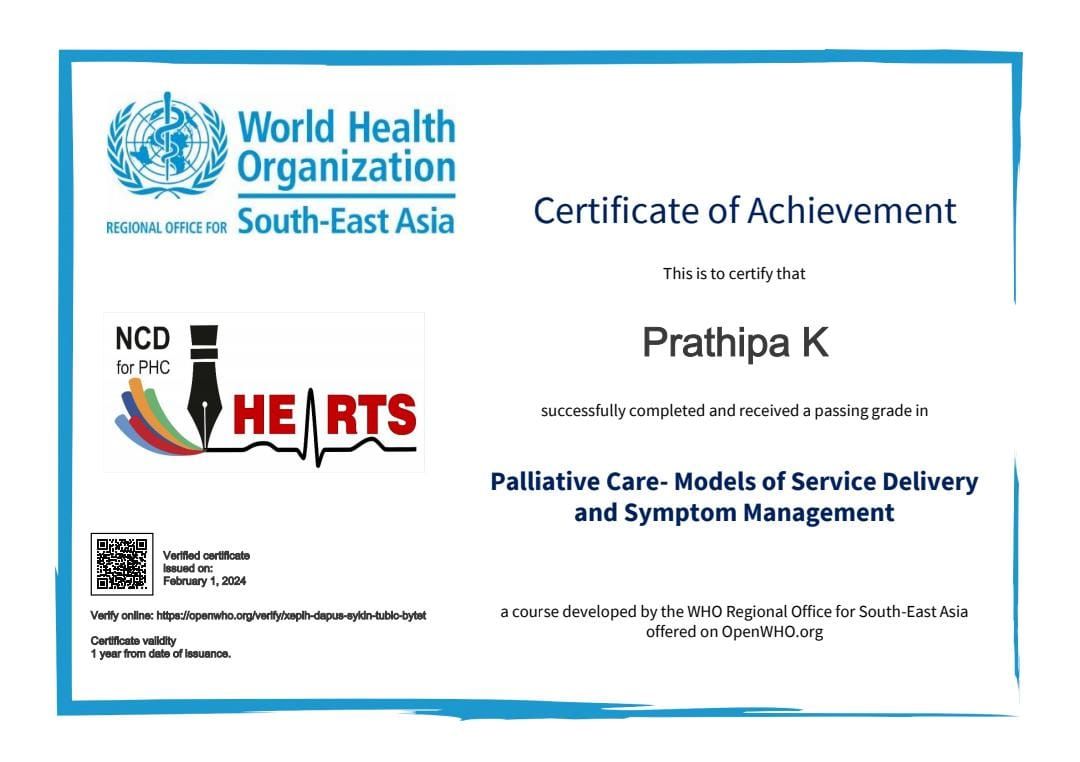 World Health
Organization
REGIONAL OFFICE FOR South-East Asia
Certificate of Achievement
This is to certify that
Prathipa K
successfully completed and received a passing grade in
Palliative Care- Models of Service Delivery
and Symptom Management
a course developed by the WHO Regional Office for South-East Asia
offered on OpenWHO.org
NCD
for PHC
HEARTS
Verified certificate
issued on:
February 1, 2024
Verify online: https://openwho.org/verify/xepih-dapus-sykin-tublo-bytet
Certificate validity
1 year from date of issuance.